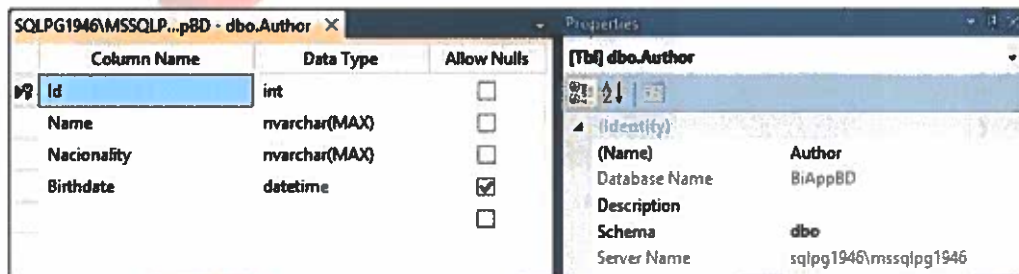 SQLPG1946\MSSQLP...pBD - dbo.Author
Column Name Data Type Allow Nulls
Id int
Name nvarchar(MAX)
Nacionality nvarchar(MAX)
Birthdate datetime
Properties
[Tbl] dbo.Author
(Identity)
(Name) Author
Database Name BiAppBD
Description
Schema dbo
Server Name sqlpg1946\mssqlpg1946